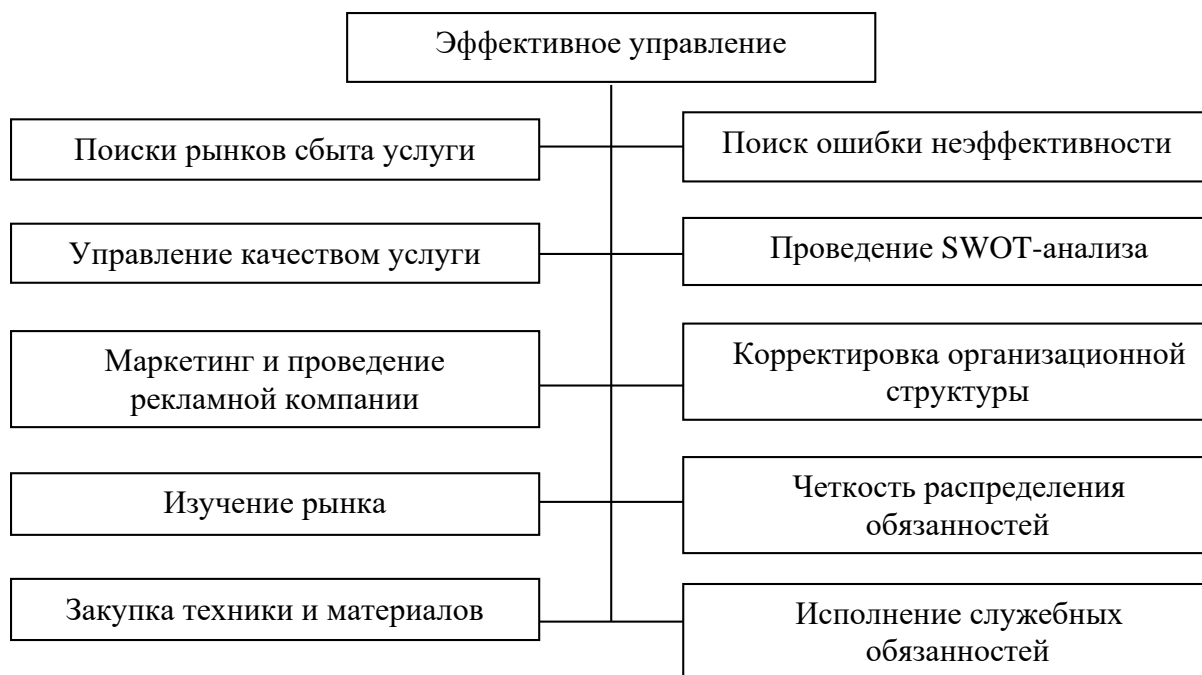 Эффективное управление
Поиски рынков сбыта услуги
Поиск ошибки неэффективности
Управление качеством услуги
Проведение SWOT-анализа
Маркетинг и проведение
рекламной компании
Корректировка организационной
структуры
Изучение рынка
Четкость распределения
обязанностей
Закупка техники и материалов
Исполнение служебных
обязанностей